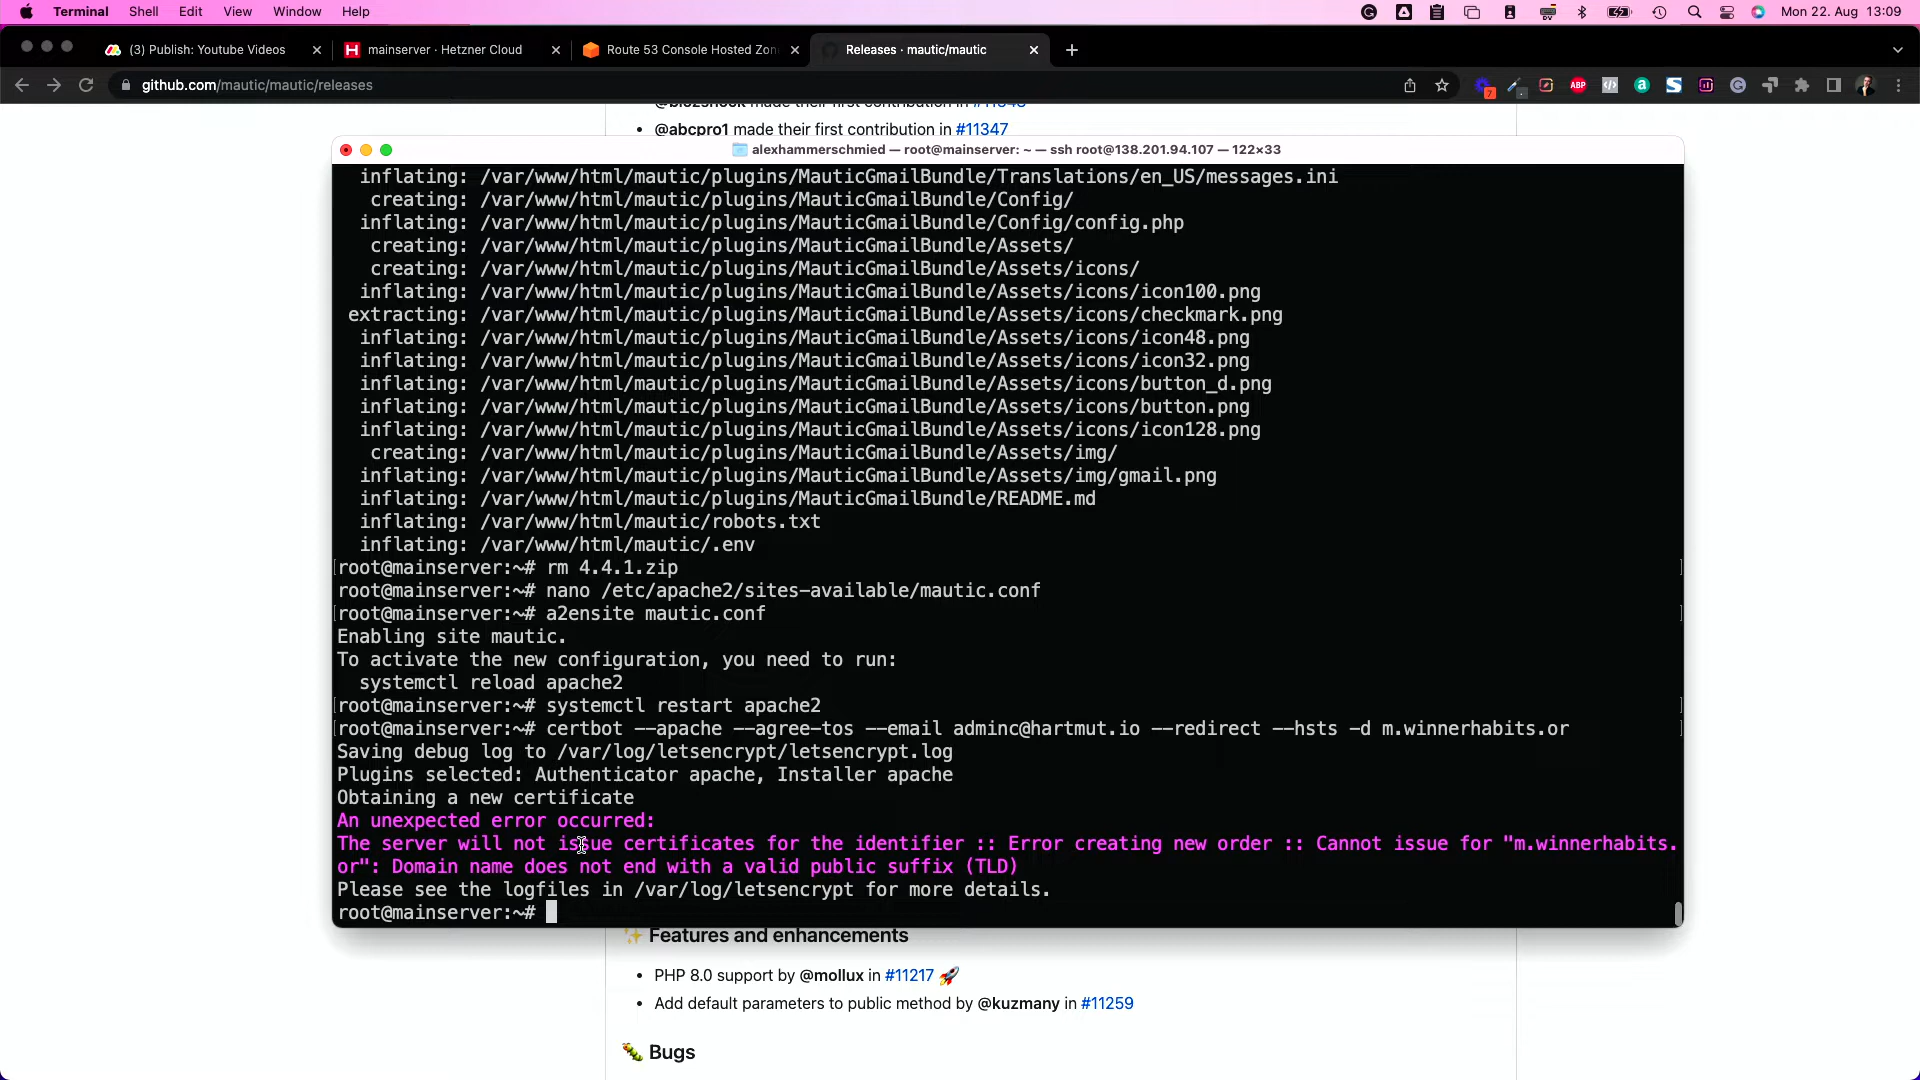 Terminal Shell Edit View Window Help Mon 22. Aug 13:09
(3) Publish: Youtube Videos mainserver · Hetzner Cloud Route 53 Console Hosted Zon Releases · mautic/mautic
github.com/mautic/mautic/releases
• @abcpro1 made their first contribution in #11347
alexhammerschmied — root@mainserver: ~ — ssh root@138.201.94.107 — 122×33
inflating: /var/www/html/mautic/plugins/MauticGmailBundle/Translations/en_US/messages.ini
creating: /var/www/html/mautic/plugins/MauticGmailBundle/Config/
inflating: /var/www/html/mautic/plugins/MauticGmailBundle/Config/config.php
creating: /var/www/html/mautic/plugins/MauticGmailBundle/Assets/
creating: /var/www/html/mautic/plugins/MauticGmailBundle/Assets/icons/
inflating: /var/www/html/mautic/plugins/MauticGmailBundle/Assets/icons/icon100.png
extracting: /var/www/html/mautic/plugins/MauticGmailBundle/Assets/icons/checkmark.png
inflating: /var/www/html/mautic/plugins/MauticGmailBundle/Assets/icons/icon48.png
inflating: /var/www/html/mautic/plugins/MauticGmailBundle/Assets/icons/icon32.png
inflating: /var/www/html/mautic/plugins/MauticGmailBundle/Assets/icons/button_d.png
inflating: /var/www/html/mautic/plugins/MauticGmailBundle/Assets/icons/button.png
inflating: /var/www/html/mautic/plugins/MauticGmailBundle/Assets/icons/icon128.png
creating: /var/www/html/mautic/plugins/MauticGmailBundle/Assets/img/
inflating: /var/www/html/mautic/plugins/MauticGmailBundle/Assets/img/gmail.png
inflating: /var/www/html/mautic/plugins/MauticGmailBundle/README.md
inflating: /var/www/html/mautic/robots.txt
inflating: /var/www/html/mautic/.env
[root@mainserver:~# rm 4.4.1.zip ]
root@mainserver:~# nano /etc/apache2/sites-available/mautic.conf
[root@mainserver:~# a2ensite mautic.conf ]
Enabling site mautic.
To activate the new configuration, you need to run:
systemctl reload apache2
[root@mainserver:~# systemctl restart apache2 ]
[root@mainserver:~# certbot --apache --agree-tos --email adminc@hartmut.io --redirect --hsts -d m.winnerhabits.or ]
Saving debug log to /var/log/letsencrypt/letsencrypt.log
Plugins selected: Authenticator apache, Installer apache
Obtaining a new certificate
An unexpected error occurred:
The server will not issue certificates for the identifier :: Error creating new order :: Cannot issue for "m.winnerhabits.
or": Domain name does not end with a valid public suffix (TLD)
Please see the logfiles in /var/log/letsencrypt for more details.
root@mainserver:~#
✨ Features and enhancements
• PHP 8.0 support by @mollux in #11217 🚀
• Add default parameters to public method by @kuzmany in #11259
🐛 Bugs